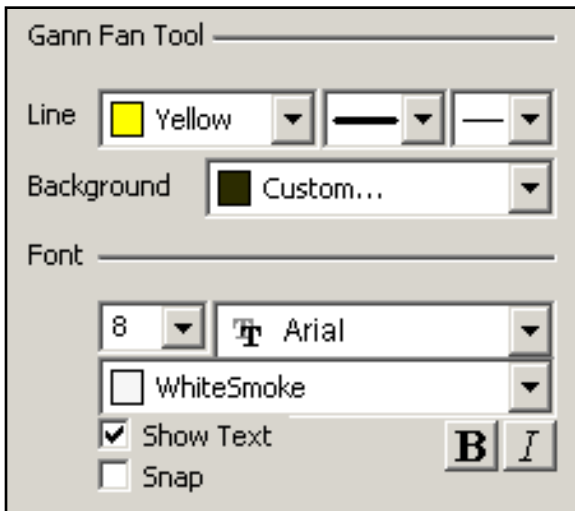 Gann Fan Tool
Line Yellow
Background Custom...
Font
8 Arial
WhiteSmoke
Show Text B I
Snap